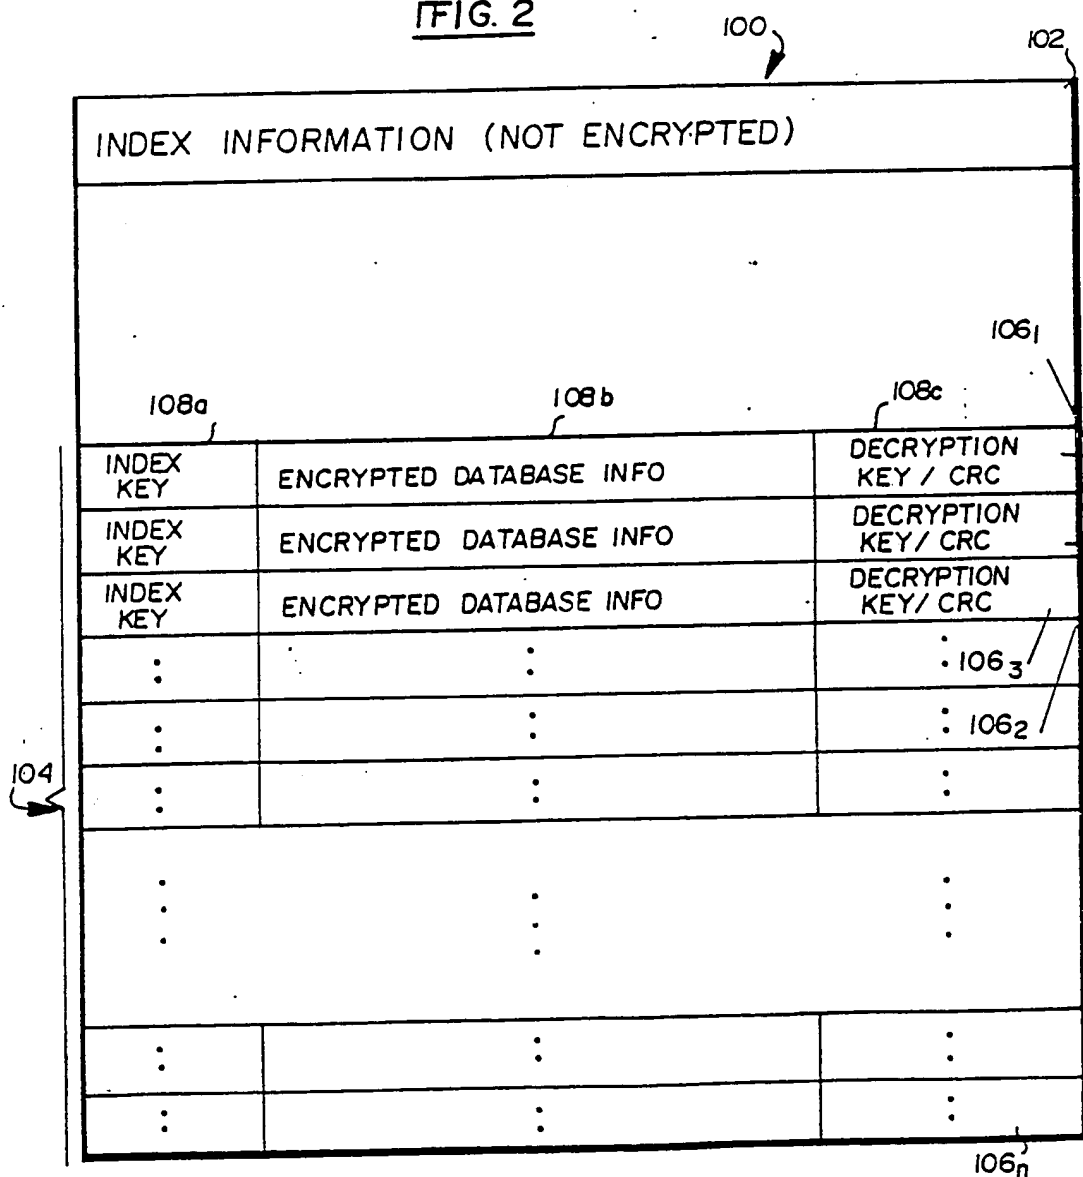 FIG. 2
100
102
INDEX INFORMATION (NOT ENCRYPTED)
106₁
108a
108b
108c
INDEX KEY
ENCRYPTED DATABASE INFO
DECRYPTION KEY / CRC
INDEX KEY
ENCRYPTED DATABASE INFO
DECRYPTION KEY / CRC
INDEX KEY
ENCRYPTED DATABASE INFO
DECRYPTION KEY / CRC
106₃
106₂
104
106ₙ